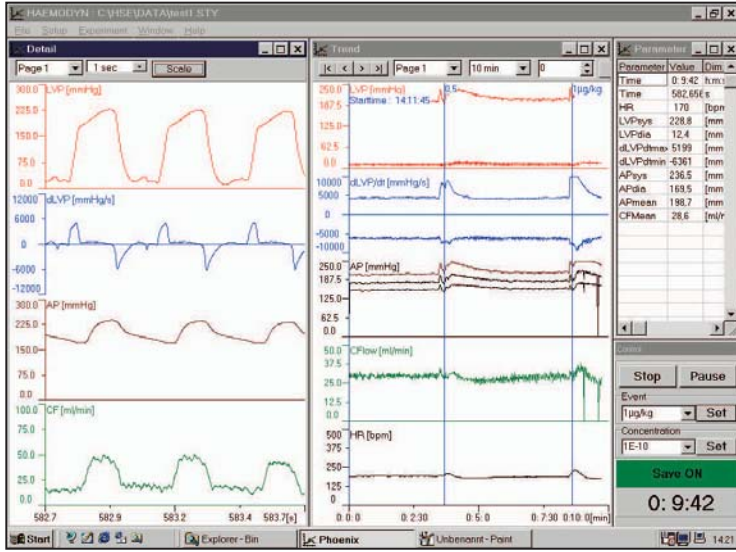 HAEMODYN : C:\HSE\DATA\test1.STY
File Setup Experiment Window Help
Detail
Page 1 1 sec Scale
300.0 LVP [mmHg]
225.0
150.0
75.0
0.0
12000 dLVP [mmHg/s]
6000
0
-6000
-12000
300.0 AP [mmHg]
225.0
150.0
75.0
0.0
100.0 CF [ml/min]
75.0
50.0
25.0
0.0
582.7 582.9 583.2 583.4 583.7[s]
Trend
|< < > >| Page 1 10 min 0
250.0 LVP [mmHg] 0,5 1µg/kg
187.5 Starttime : 14:11:45
125.0
62.5
0.0
10000 dLVP/dt [mmHg/s]
5000
0
-5000
-10000
250.0 AP [mmHg]
187.5
125.0
62.5
0.0
50.0 CFlow [ml/min]
37.5
25.0
12.5
0.0
500 HR [bpm]
375
250
125
0
0:0:0 0:2:30 0:5:0 0:7:30 0:10:0[min]
Parameter
Parameter Value Dim.
Time 0: 9:42 h:m:s
Time 582,656 s
HR 170 [bpm
LVPsys 228,8 [mm
LVPdia 12,4 [mm
dLVPdtmax 5199 [mm
dLVPdtmin -6361 [mm
APsys 236,5 [mm
APdia 169,5 [mm
APmean 198,7 [mm
CFMean 28,6 [ml/r
Control
Stop Pause
Event
1µg/kg Set
Concentration
1E-10 Set
Save ON
0: 9:42
Start Explorer - Bin Phoenix Unbenannt - Paint 14:21